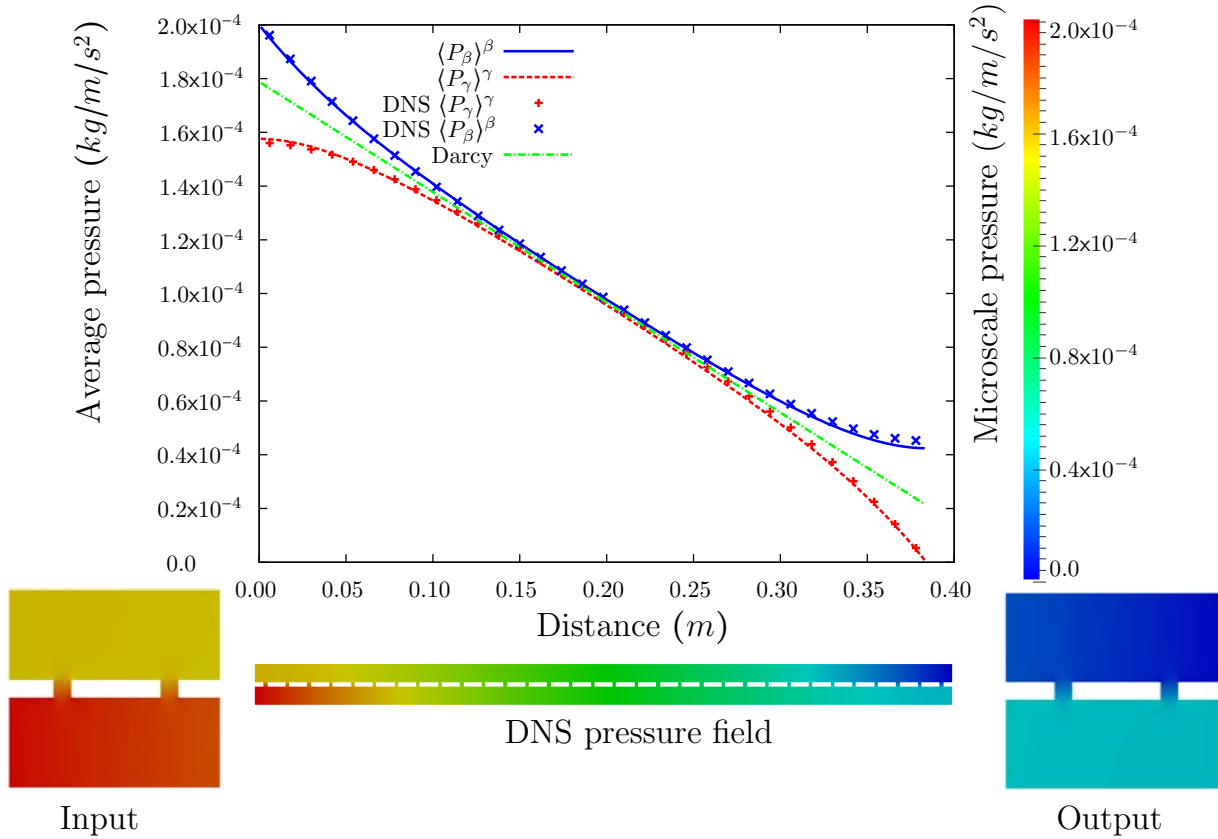 Average pressure (kg/m/s²)
2.0x10⁻⁴
1.8x10⁻⁴
1.6x10⁻⁴
1.4x10⁻⁴
1.2x10⁻⁴
1.0x10⁻⁴
0.8x10⁻⁴
0.6x10⁻⁴
0.4x10⁻⁴
0.2x10⁻⁴
0.0
⟨P_β⟩^β
⟨P_γ⟩^γ
DNS ⟨P_γ⟩^γ
DNS ⟨P_β⟩^β
Darcy
0.00 0.05 0.10 0.15 0.20 0.25 0.30 0.35 0.40
Distance (m)
Microscale pressure (kg/m/s²)
2.0x10⁻⁴
1.6x10⁻⁴
1.2x10⁻⁴
0.8x10⁻⁴
0.4x10⁻⁴
0.0
DNS pressure field
Input
Output